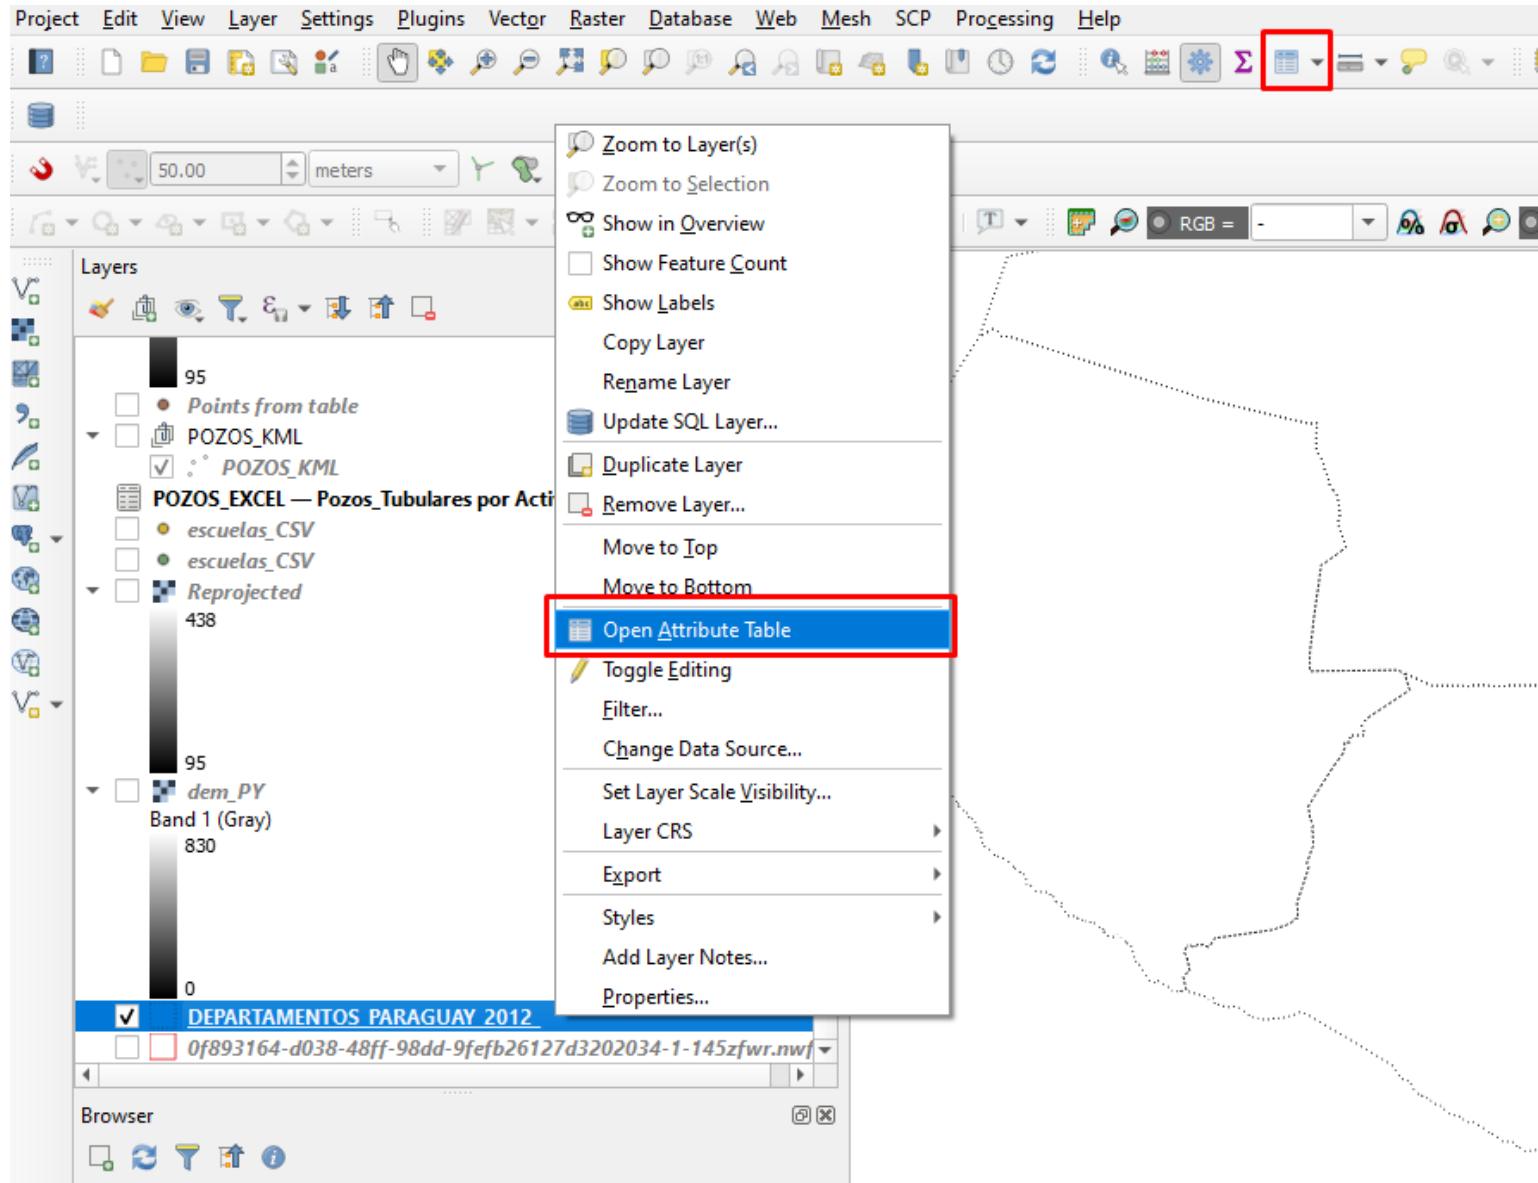 Project Edit View Layer Settings Plugins Vector Raster Database Web Mesh SCP Processing Help
50.00 meters
RGB = -
Layers
95
Points from table
POZOS_KML
POZOS_KML
POZOS_EXCEL — Pozos_Tubulares por Acti
escuelas_CSV
escuelas_CSV
Reprojected
438
95
dem_PY
Band 1 (Gray)
830
0
DEPARTAMENTOS_PARAGUAY_2012_
0f893164-d038-48ff-98dd-9fefb26127d3202034-1-145zfwr.nwf
Browser
Zoom to Layer(s)
Zoom to Selection
Show in Overview
Show Feature Count
abc Show Labels
Copy Layer
Rename Layer
Update SQL Layer...
Duplicate Layer
Remove Layer...
Move to Top
Move to Bottom
Open Attribute Table
Toggle Editing
Filter...
Change Data Source...
Set Layer Scale Visibility...
Layer CRS
Export
Styles
Add Layer Notes...
Properties...